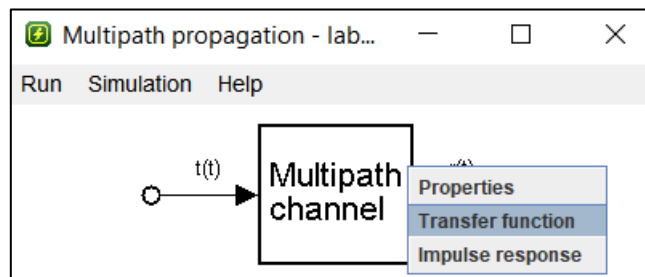 Multipath propagation - lab...
Run Simulation Help
t(t)
Multipath
channel
Properties
Transfer function
Impulse response